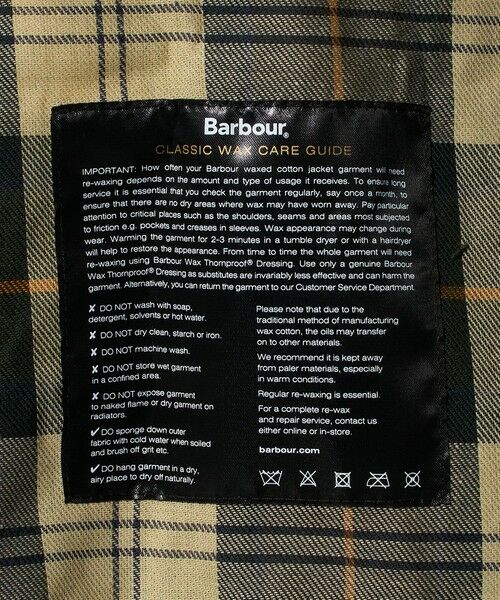 Barbour®
CLASSIC WAX CARE GUIDE
IMPORTANT: How often your Barbour waxed cotton jacket garment will need
re-waxing depends on the amount and type of usage it receives. To ensure long
service it is essential that you check the garment regularly, say once a month, to
ensure that there are no dry areas where wax may have worn away. Pay particular
attention to critical places such as the shoulders, seams and areas most subjected
to friction e.g. pockets and creases in sleeves. Wax appearance may change during
wear. Warming the garment for 2-3 minutes in a tumble dryer or with a hairdryer
will help to restore the appearance. From time to time the whole garment will need
re-waxing using Barbour Wax Thornproof® Dressing. Use only a genuine Barbour
Wax Thornproof® Dressing as substitutes are invariably less effective and can harm the
garment. Alternatively, you can return the garment to our Customer Service Department.
✗ DO NOT wash with soap,
detergent, solvents or hot water.
✗ DO NOT dry clean, starch or iron.
✗ DO NOT machine wash.
✗ DO NOT store wet garment
in a confined area.
✗ DO NOT expose garment
to naked flame or dry garment on
radiators.
✓ DO sponge down outer
fabric with cold water when soiled
and brush off grit etc.
✓ DO hang garment in a dry,
airy place to dry off naturally.
Please note that due to the
traditional method of manufacturing
wax cotton, the oils may transfer
on to other materials.
We recommend it is kept away
from paler materials, especially
in warm conditions.
Regular re-waxing is essential.
For a complete re-wax
and repair service, contact us
either online or in-store.
barbour.com